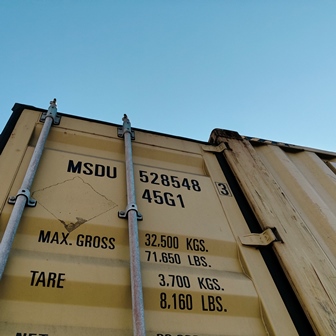 MSDU 528548 3
45G1
MAX. GROSS 32.500 KGS.
71.650 LBS.
TARE 3.700 KGS.
8,160 LBS.
NET